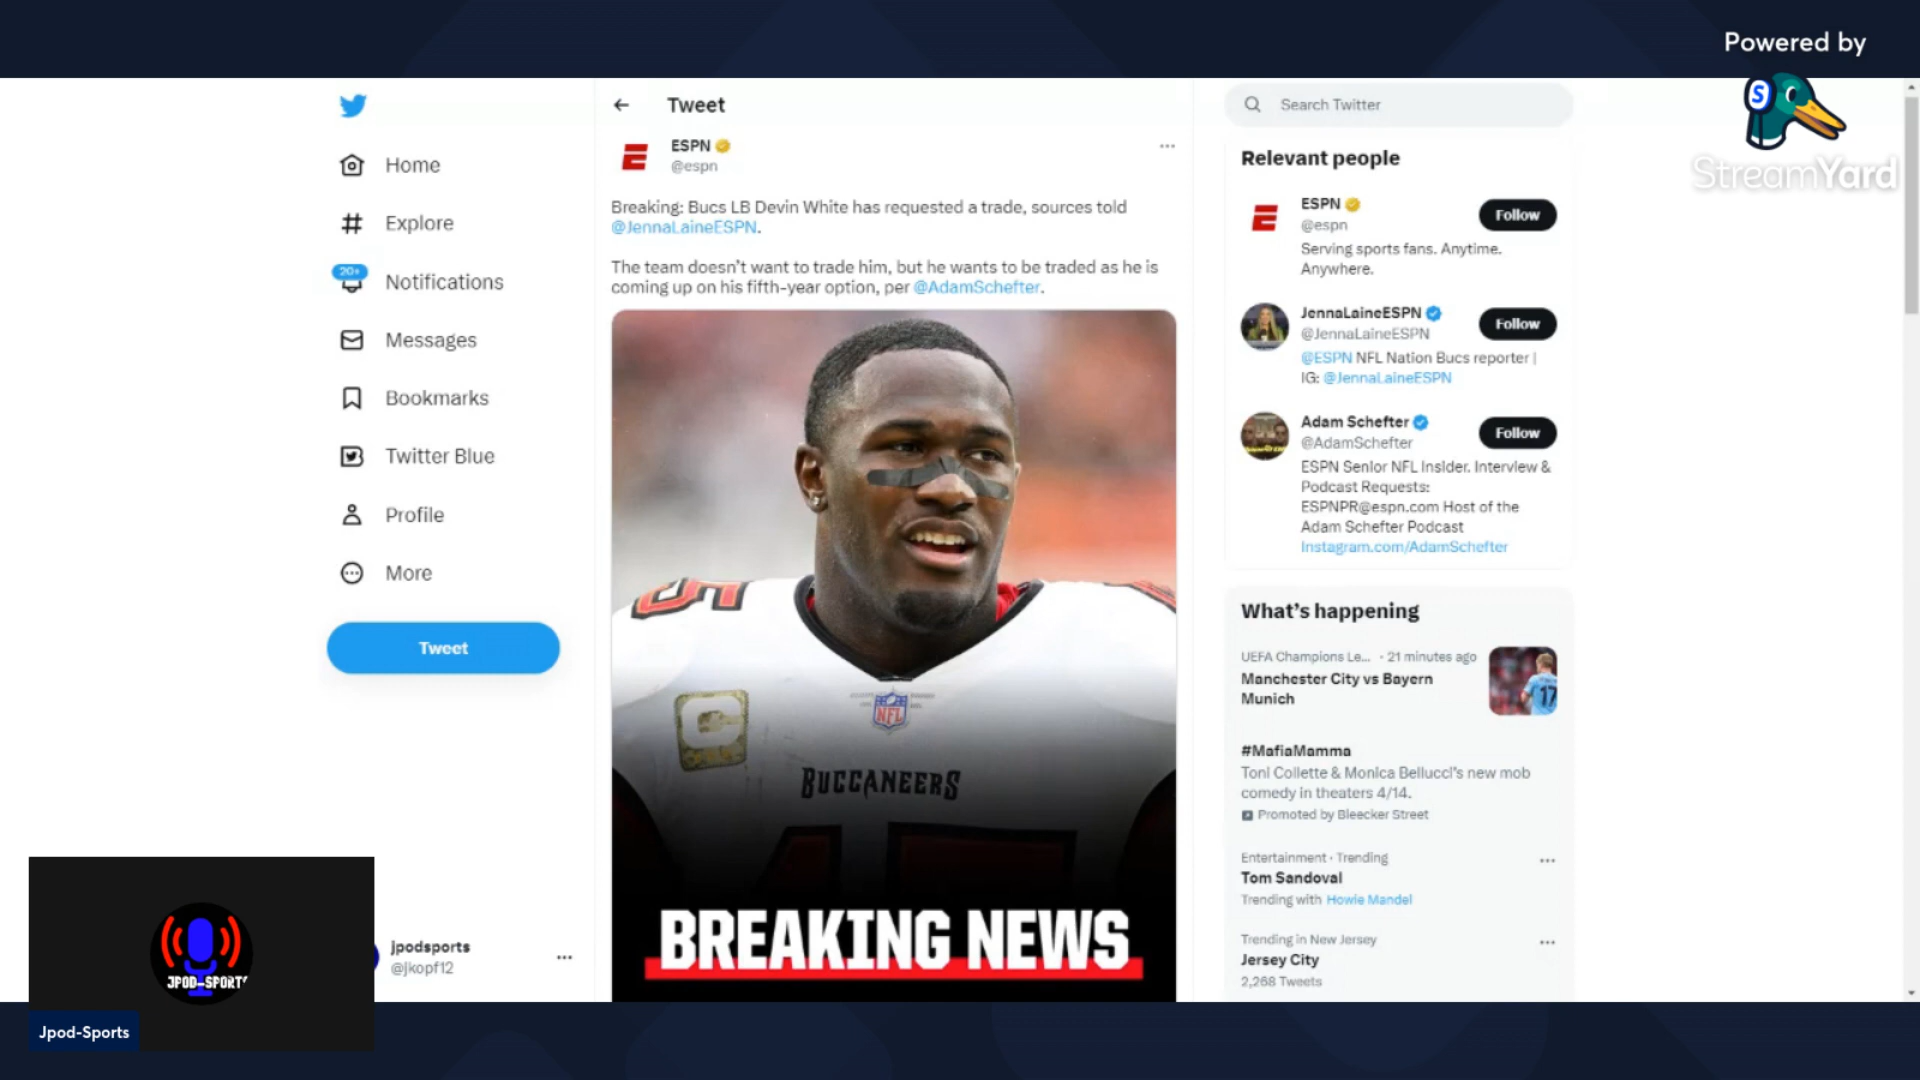 Powered by
StreamYard
Home
Explore
20+
Notifications
Messages
Bookmarks
Twitter Blue
Profile
More
Tweet
jpodsports
@jkopf12
JPOD-SPORTS
Jpod-Sports
Tweet
ESPN
@espn
Breaking: Bucs LB Devin White has requested a trade, sources told
@JennaLaineESPN.
The team doesn't want to trade him, but he wants to be traded as he is
coming up on his fifth-year option, per @AdamSchefter.
5
C
NFL
BUCCANEERS
45
BREAKING NEWS
Search Twitter
Relevant people
ESPN
@espn
Follow
Serving sports fans. Anytime.
Anywhere.
JennaLaineESPN
@JennaLaineESPN
Follow
@ESPN NFL Nation Bucs reporter |
IG: @JennaLaineESPN
Adam Schefter
@AdamSchefter
Follow
ESPN Senior NFL Insider. Interview &
Podcast Requests:
ESPNPR@espn.com Host of the
Adam Schefter Podcast
Instagram.com/AdamSchefter
What's happening
UEFA Champions Le... · 21 minutes ago
Manchester City vs Bayern
Munich
17
#MafiaMamma
Toni Collette & Monica Bellucci's new mob
comedy in theaters 4/14.
Promoted by Bleecker Street
Entertainment · Trending
Tom Sandoval
Trending with Howie Mandel
Trending in New Jersey
Jersey City
2,268 Tweets